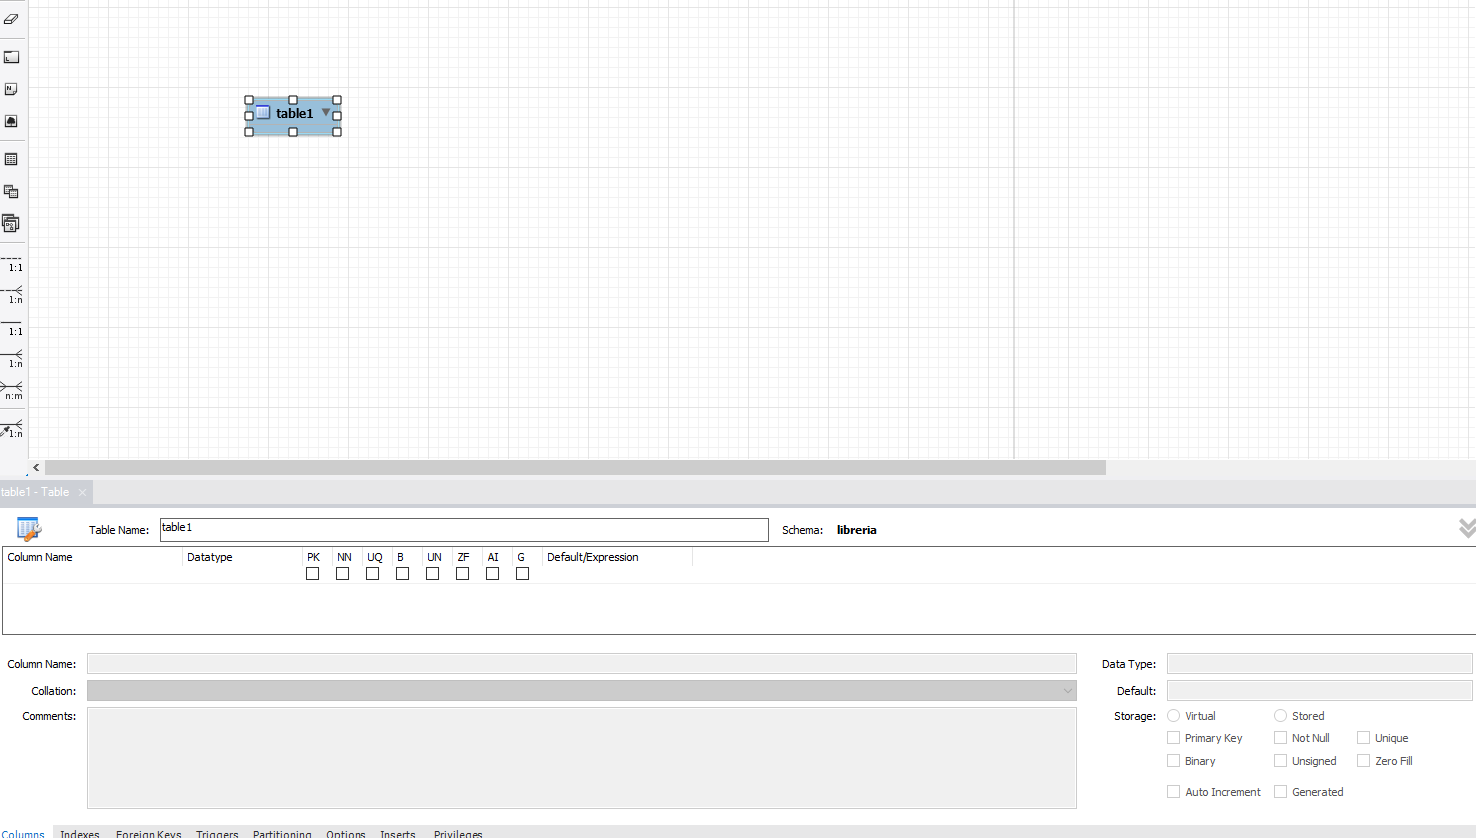 table1
1:1
1:n
1:1
1:n
n:m
1:n
table1 - Table
Table Name: table1 Schema: libreria
Column Name Datatype PK NN UQ B UN ZF AI G Default/Expression
Column Name: Data Type:
Collation: Default:
Comments: Storage: Virtual Stored
Primary Key Not Null Unique
Binary Unsigned Zero Fill
Auto Increment Generated
Columns Indexes Foreign Keys Triggers Partitioning Options Inserts Privileges